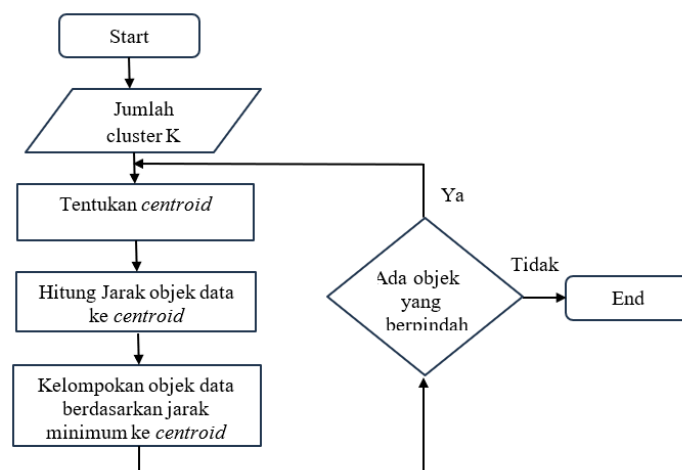 Start
Jumlah
cluster K
Tentukan centroid
Hitung Jarak objek data
ke centroid
Kelompokan objek data
berdasarkan jarak
minimum ke centroid
Ya
Ada objek
yang
berpindah
Tidak
End